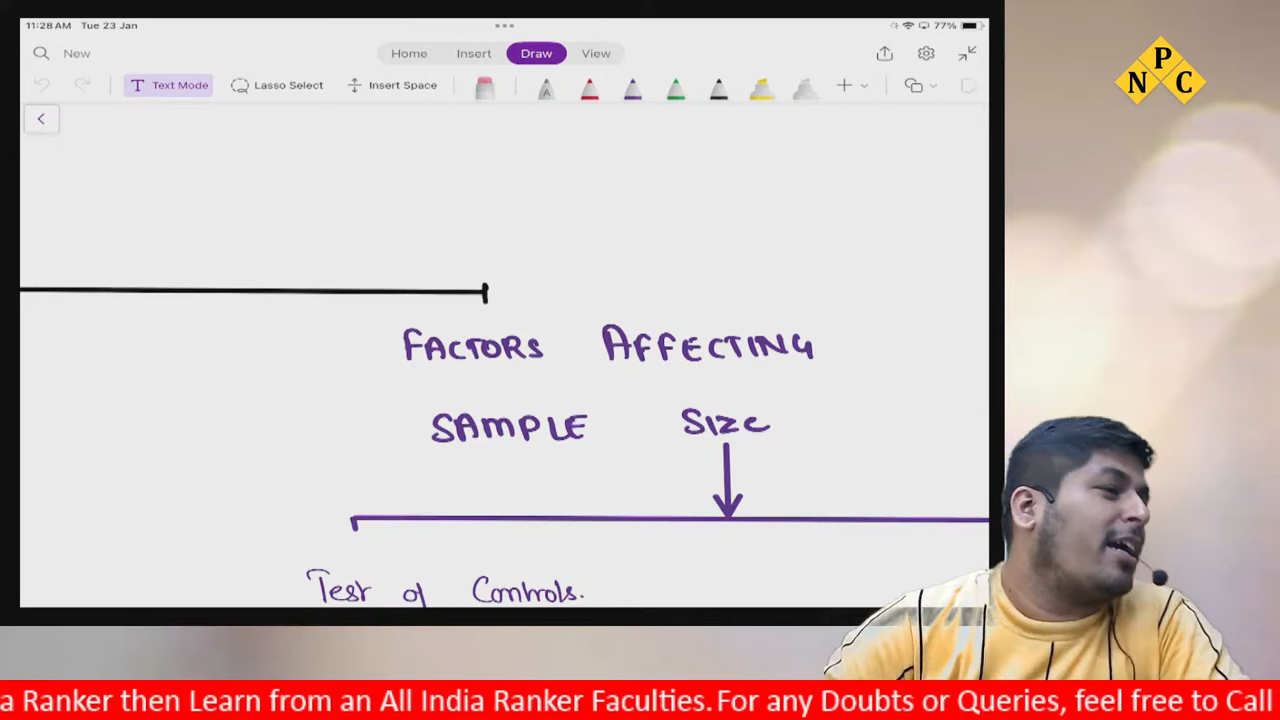 11:28 AM Tue 23 Jan
77%
New
Home Insert Draw View
Text Mode Lasso Select Insert Space
N P C
FACTORS AFFECTING
SAMPLE SIZE
Test of Controls.
a Ranker then Learn from an All India Ranker Faculties. For any Doubts or Queries, feel free to Call